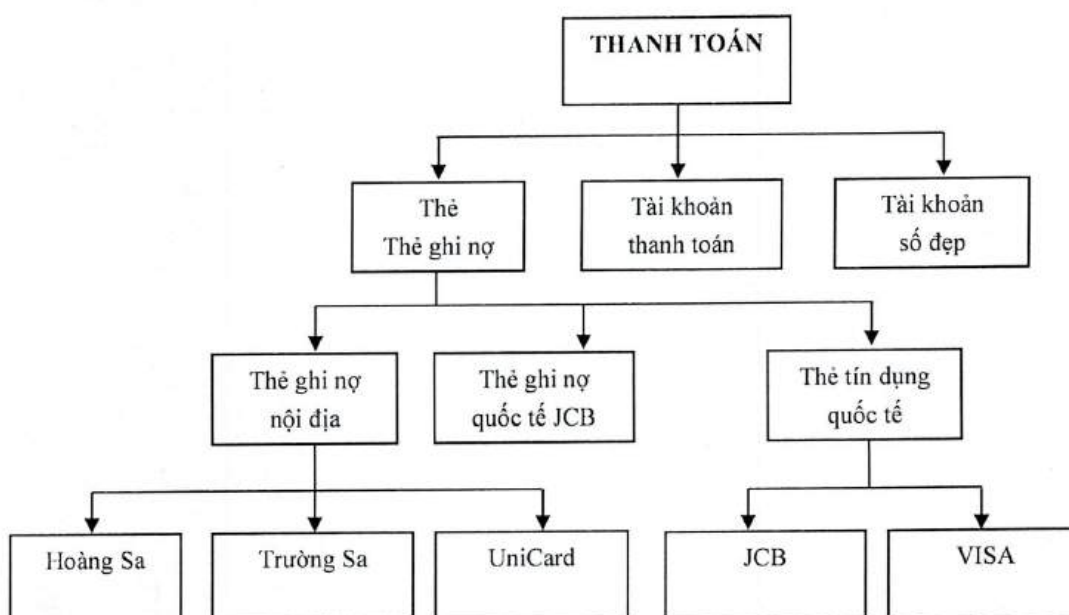 THANH TOÁN
Thẻ
Thẻ ghi nợ
Tài khoản
thanh toán
Tài khoản
số đẹp
Thẻ ghi nợ
nội địa
Thẻ ghi nợ
quốc tế JCB
Thẻ tín dụng
quốc tế
Hoàng Sa
Trường Sa
UniCard
JCB
VISA